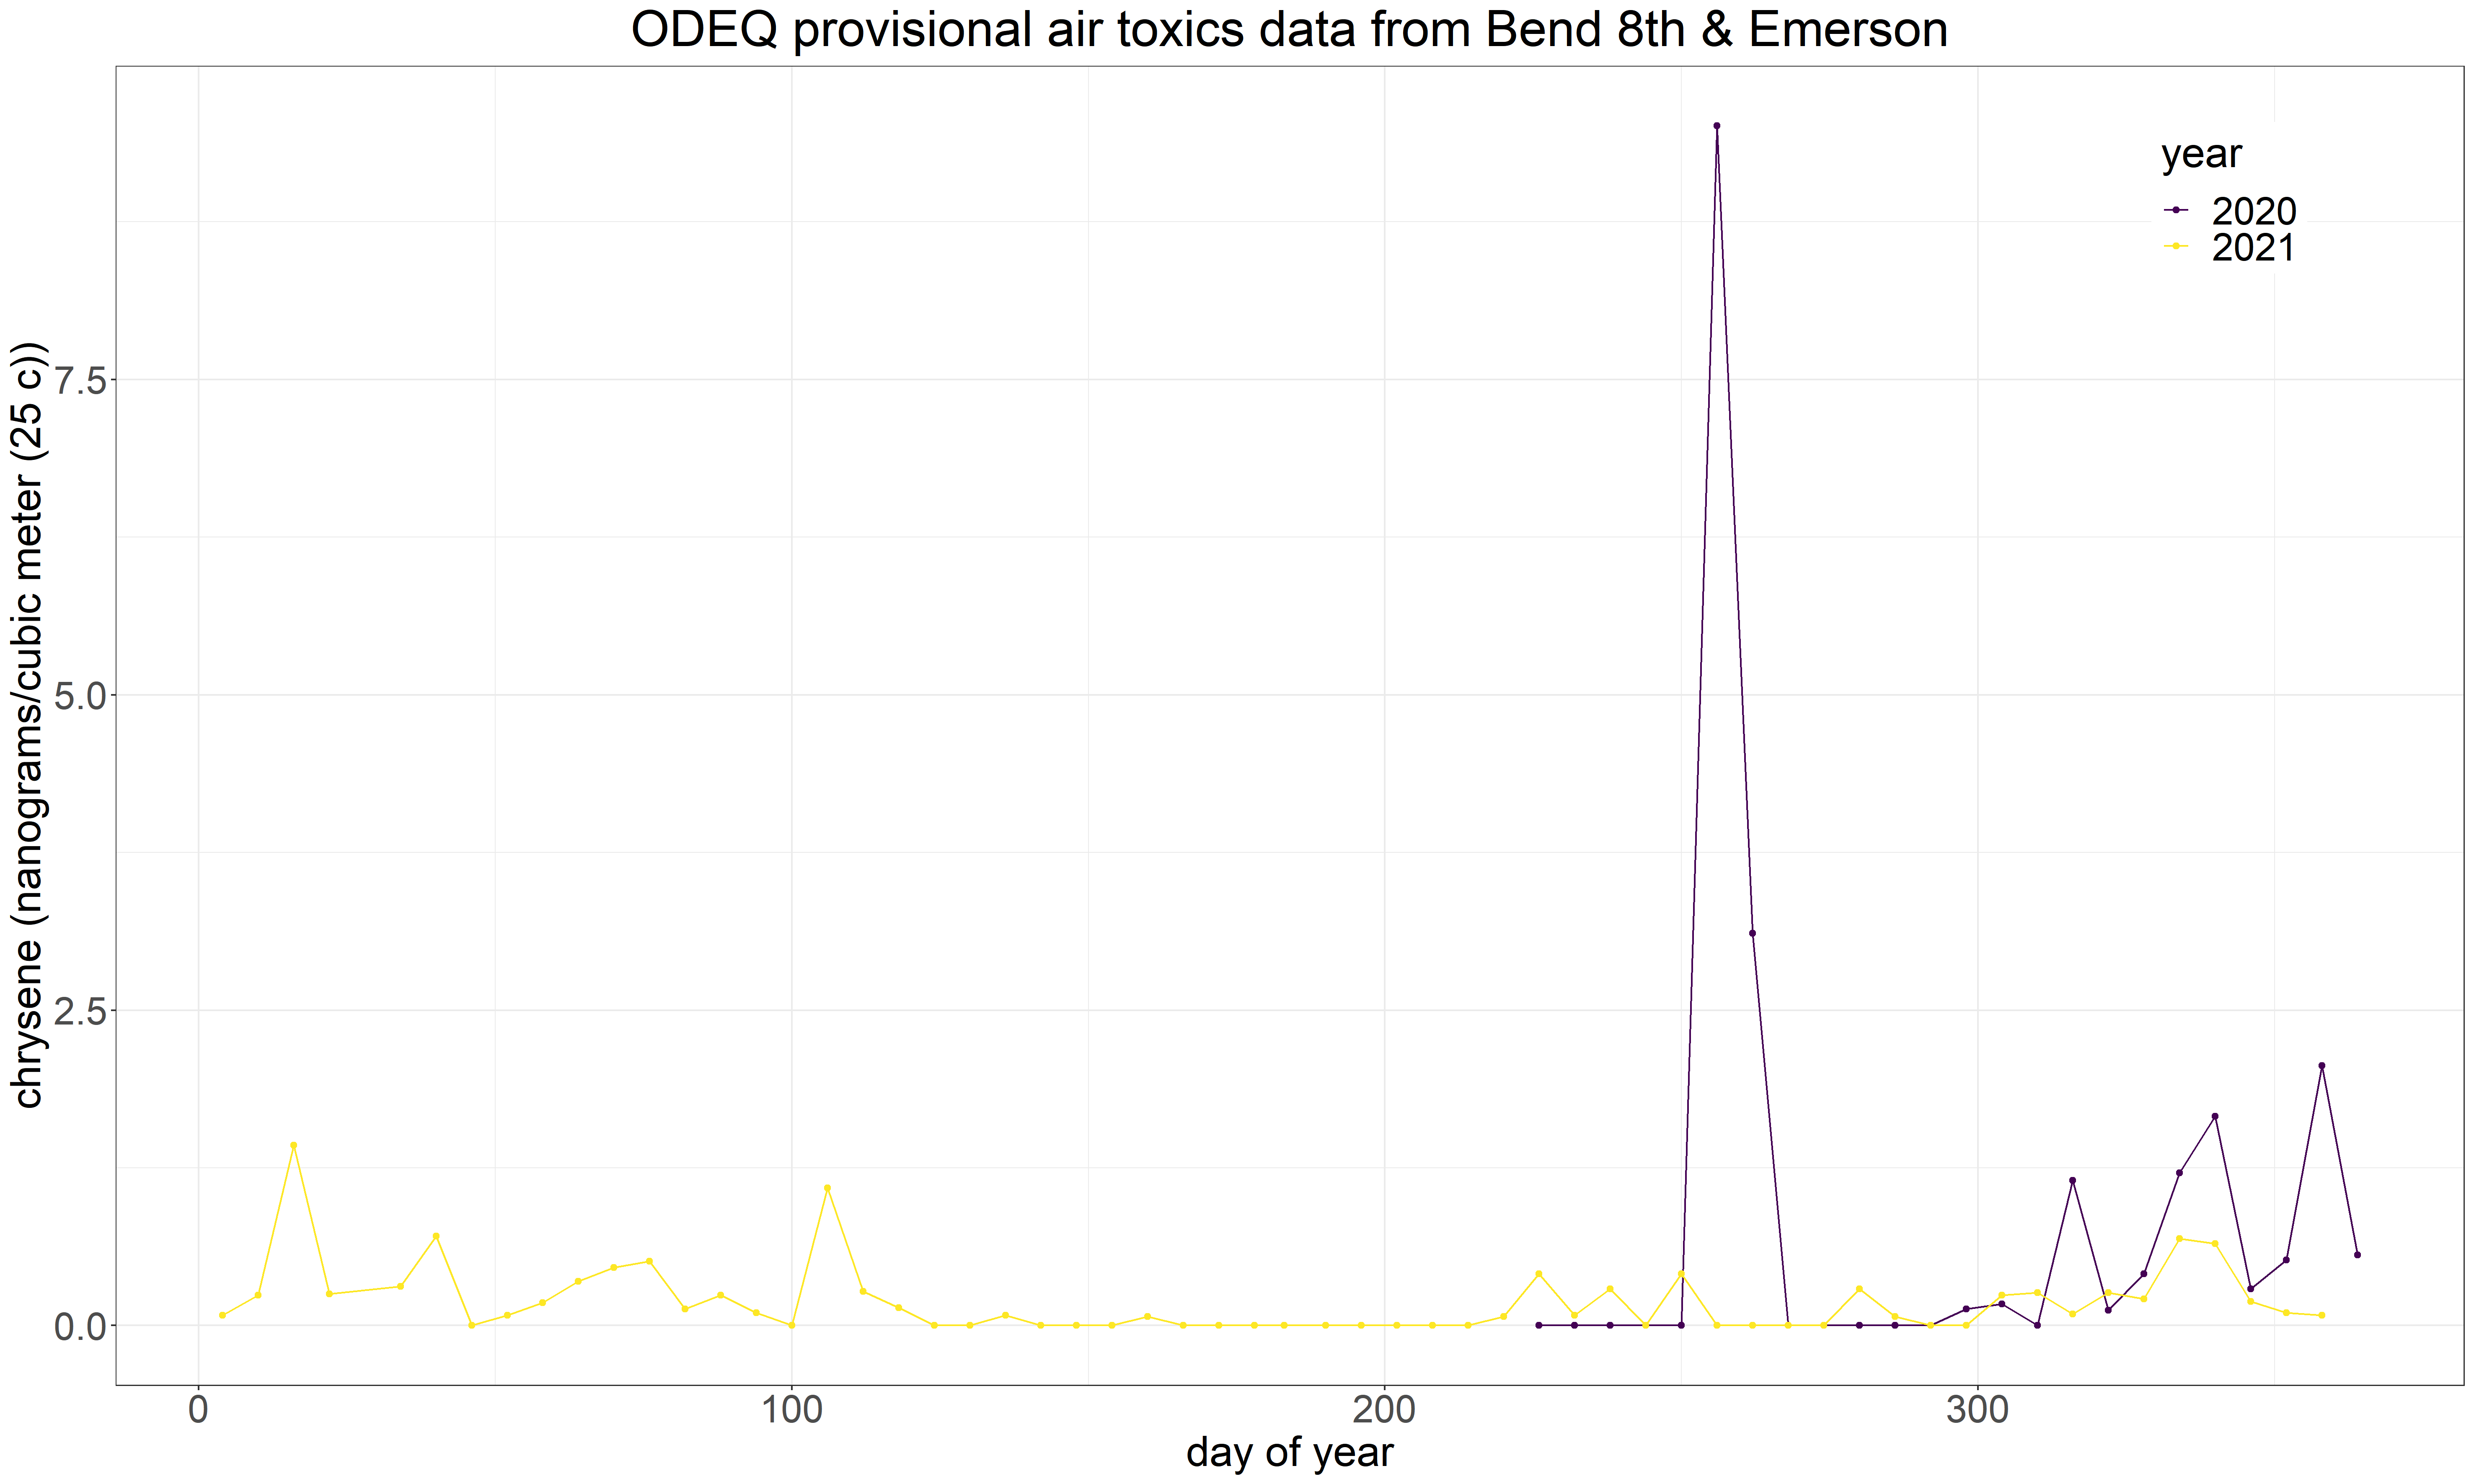 ODEQ provisional air toxics data from Bend 8th & Emerson
year
2020
2021
chrysene (nanograms/cubic meter (25 c))
7.5
5.0
2.5
0.0
0
100
200
300
day of year